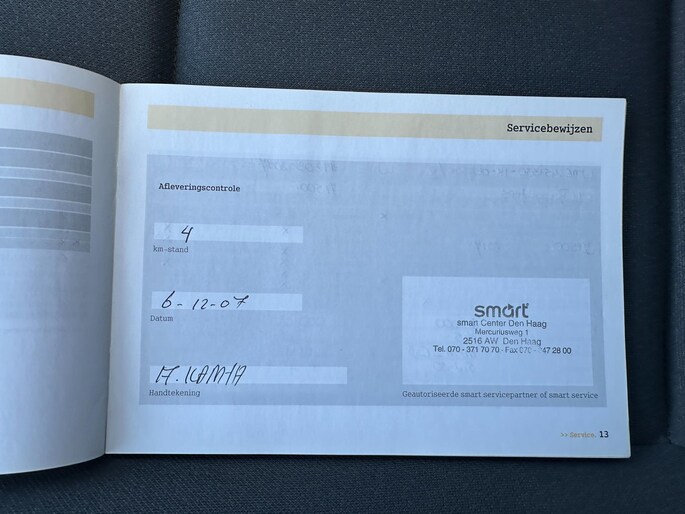 Servicebewijzen
Afleveringscontrole
4
km-stand
6-12-07
Datum
Handtekening
smart
smart Center Den Haag
Mercuriusweg 1
2516 AW Den Haag
Tel. 070 - 371 70 70 - Fax 070 - 47 28 00
Geautoriseerde smart servicepartner of smart service
>> Service. 13